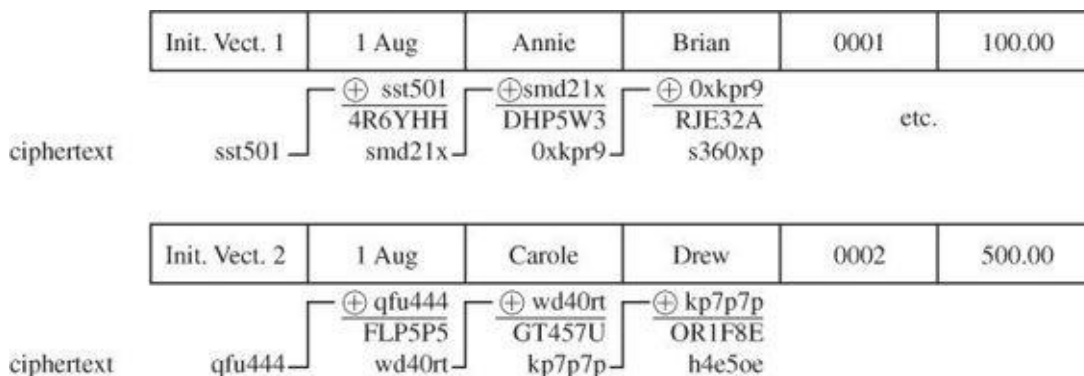 Init. Vect. 1 1 Aug Annie Brian 0001 100.00
⊕ sst501 ⊕smd21x ⊕ 0xkpr9
4R6YHH DHP5W3 RJE32A etc.
ciphertext sst501 smd21x 0xkpr9 s360xp
Init. Vect. 2 1 Aug Carole Drew 0002 500.00
⊕ qfu444 ⊕ wd40rt ⊕ kp7p7p
FLP5P5 GT457U OR1F8E
ciphertext qfu444 wd40rt kp7p7p h4e5oe